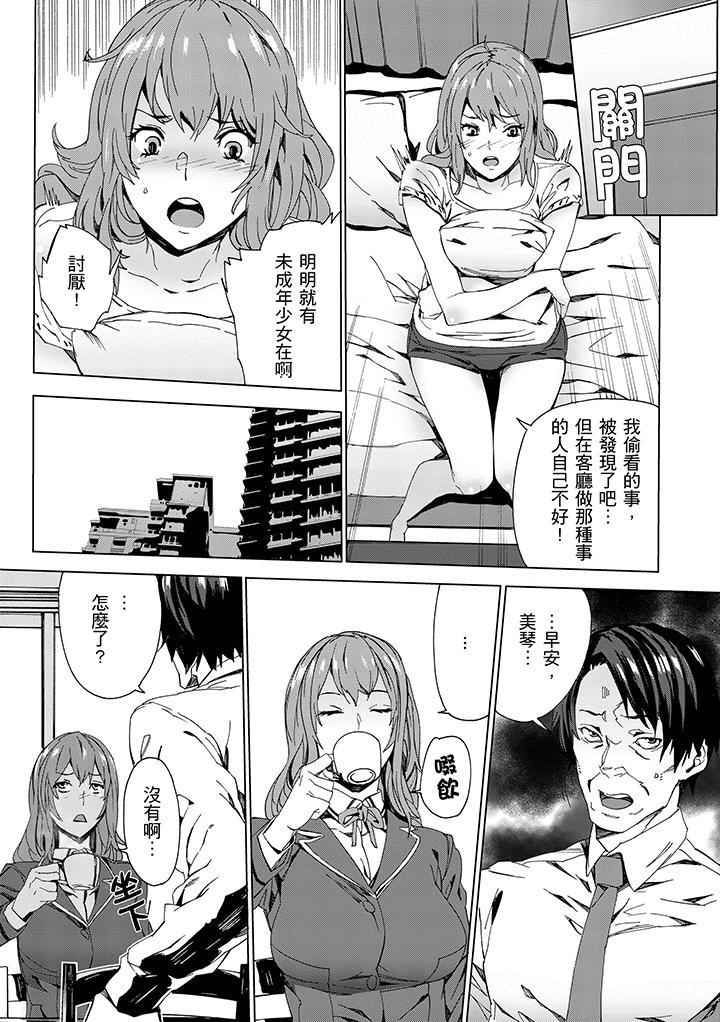 關門
我偷看的事，
被發現了吧…
但在客廳做那種事
的人自己不好！
明明就有
未成年少女在啊
討厭！
…早安，
美琴…
…
啜飲
…
怎麼了？
沒有啊…
坐下